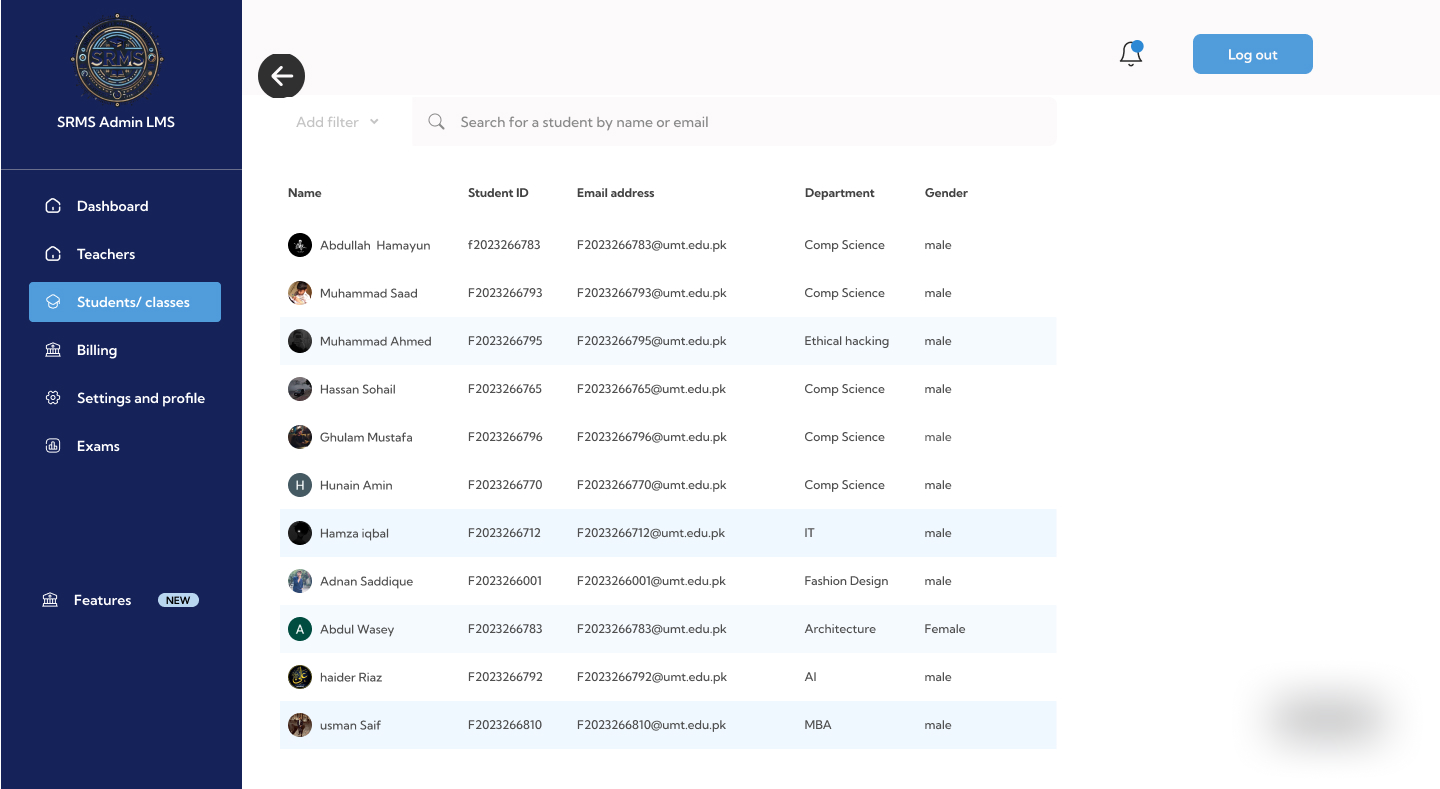 SRMS
SRMS Admin LMS
Dashboard
Teachers
Students/ classes
Billing
Settings and profile
Exams
Features NEW
Log out
Add filter
Search for a student by name or email
Name Student ID Email address Department Gender
Abdullah Hamayun f2023266783 F2023266783@umt.edu.pk Comp Science male
Muhammad Saad F2023266793 F2023266793@umt.edu.pk Comp Science male
Muhammad Ahmed F2023266795 F2023266795@umt.edu.pk Ethical hacking male
Hassan Sohail F2023266765 F2023266765@umt.edu.pk Comp Science male
Ghulam Mustafa F2023266796 F2023266796@umt.edu.pk Comp Science male
H Hunain Amin F2023266770 F2023266770@umt.edu.pk Comp Science male
Hamza iqbal F2023266712 F2023266712@umt.edu.pk IT male
Adnan Saddique F2023266001 F2023266001@umt.edu.pk Fashion Design male
A Abdul Wasey F2023266783 F2023266783@umt.edu.pk Architecture Female
haider Riaz F2023266792 F2023266792@umt.edu.pk AI male
usman Saif F2023266810 F2023266810@umt.edu.pk MBA male